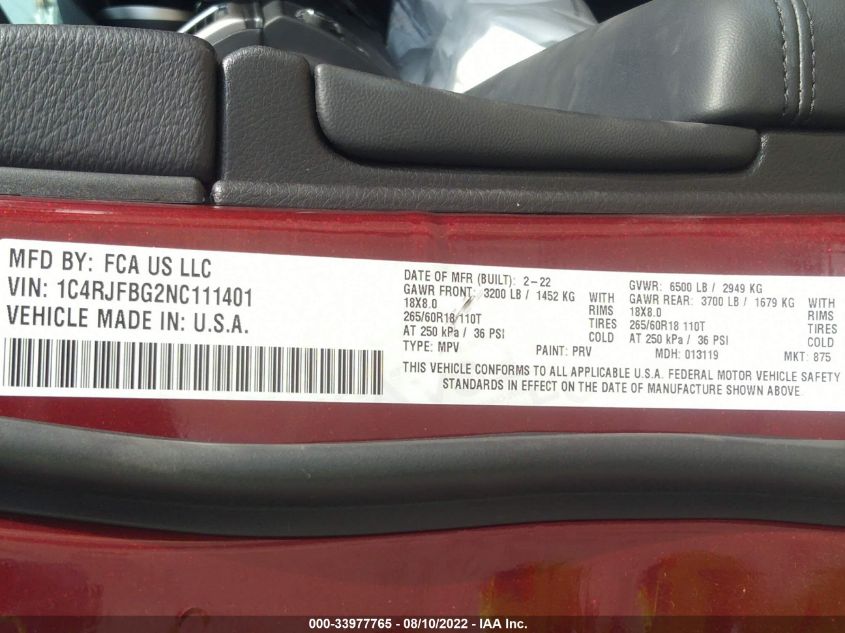 MFD BY: FCA US LLC
VIN: 1C4RJFBG2NC111401
VEHICLE MADE IN: U.S.A.
DATE OF MFR (BUILT): 2-22
GAWR FRONT: 3200 LB / 1452 KG WITH
18X8.0 RIMS
265/60R18 110T TIRES
AT 250 kPa / 36 PSI COLD
TYPE: MPV PAINT: PRV
GVWR: 6500 LB / 2949 KG
GAWR REAR: 3700 LB / 1679 KG WITH
18X8.0 RIMS
265/60R18 110T TIRES
AT 250 kPa / 36 PSI COLD
MDH: 013119 MKT: 875
THIS VEHICLE CONFORMS TO ALL APPLICABLE U.S.A. FEDERAL MOTOR VEHICLE SAFETY
STANDARDS IN EFFECT ON THE DATE OF MANUFACTURE SHOWN ABOVE.
000-33977765 - 08/10/2022 - IAAI Inc.